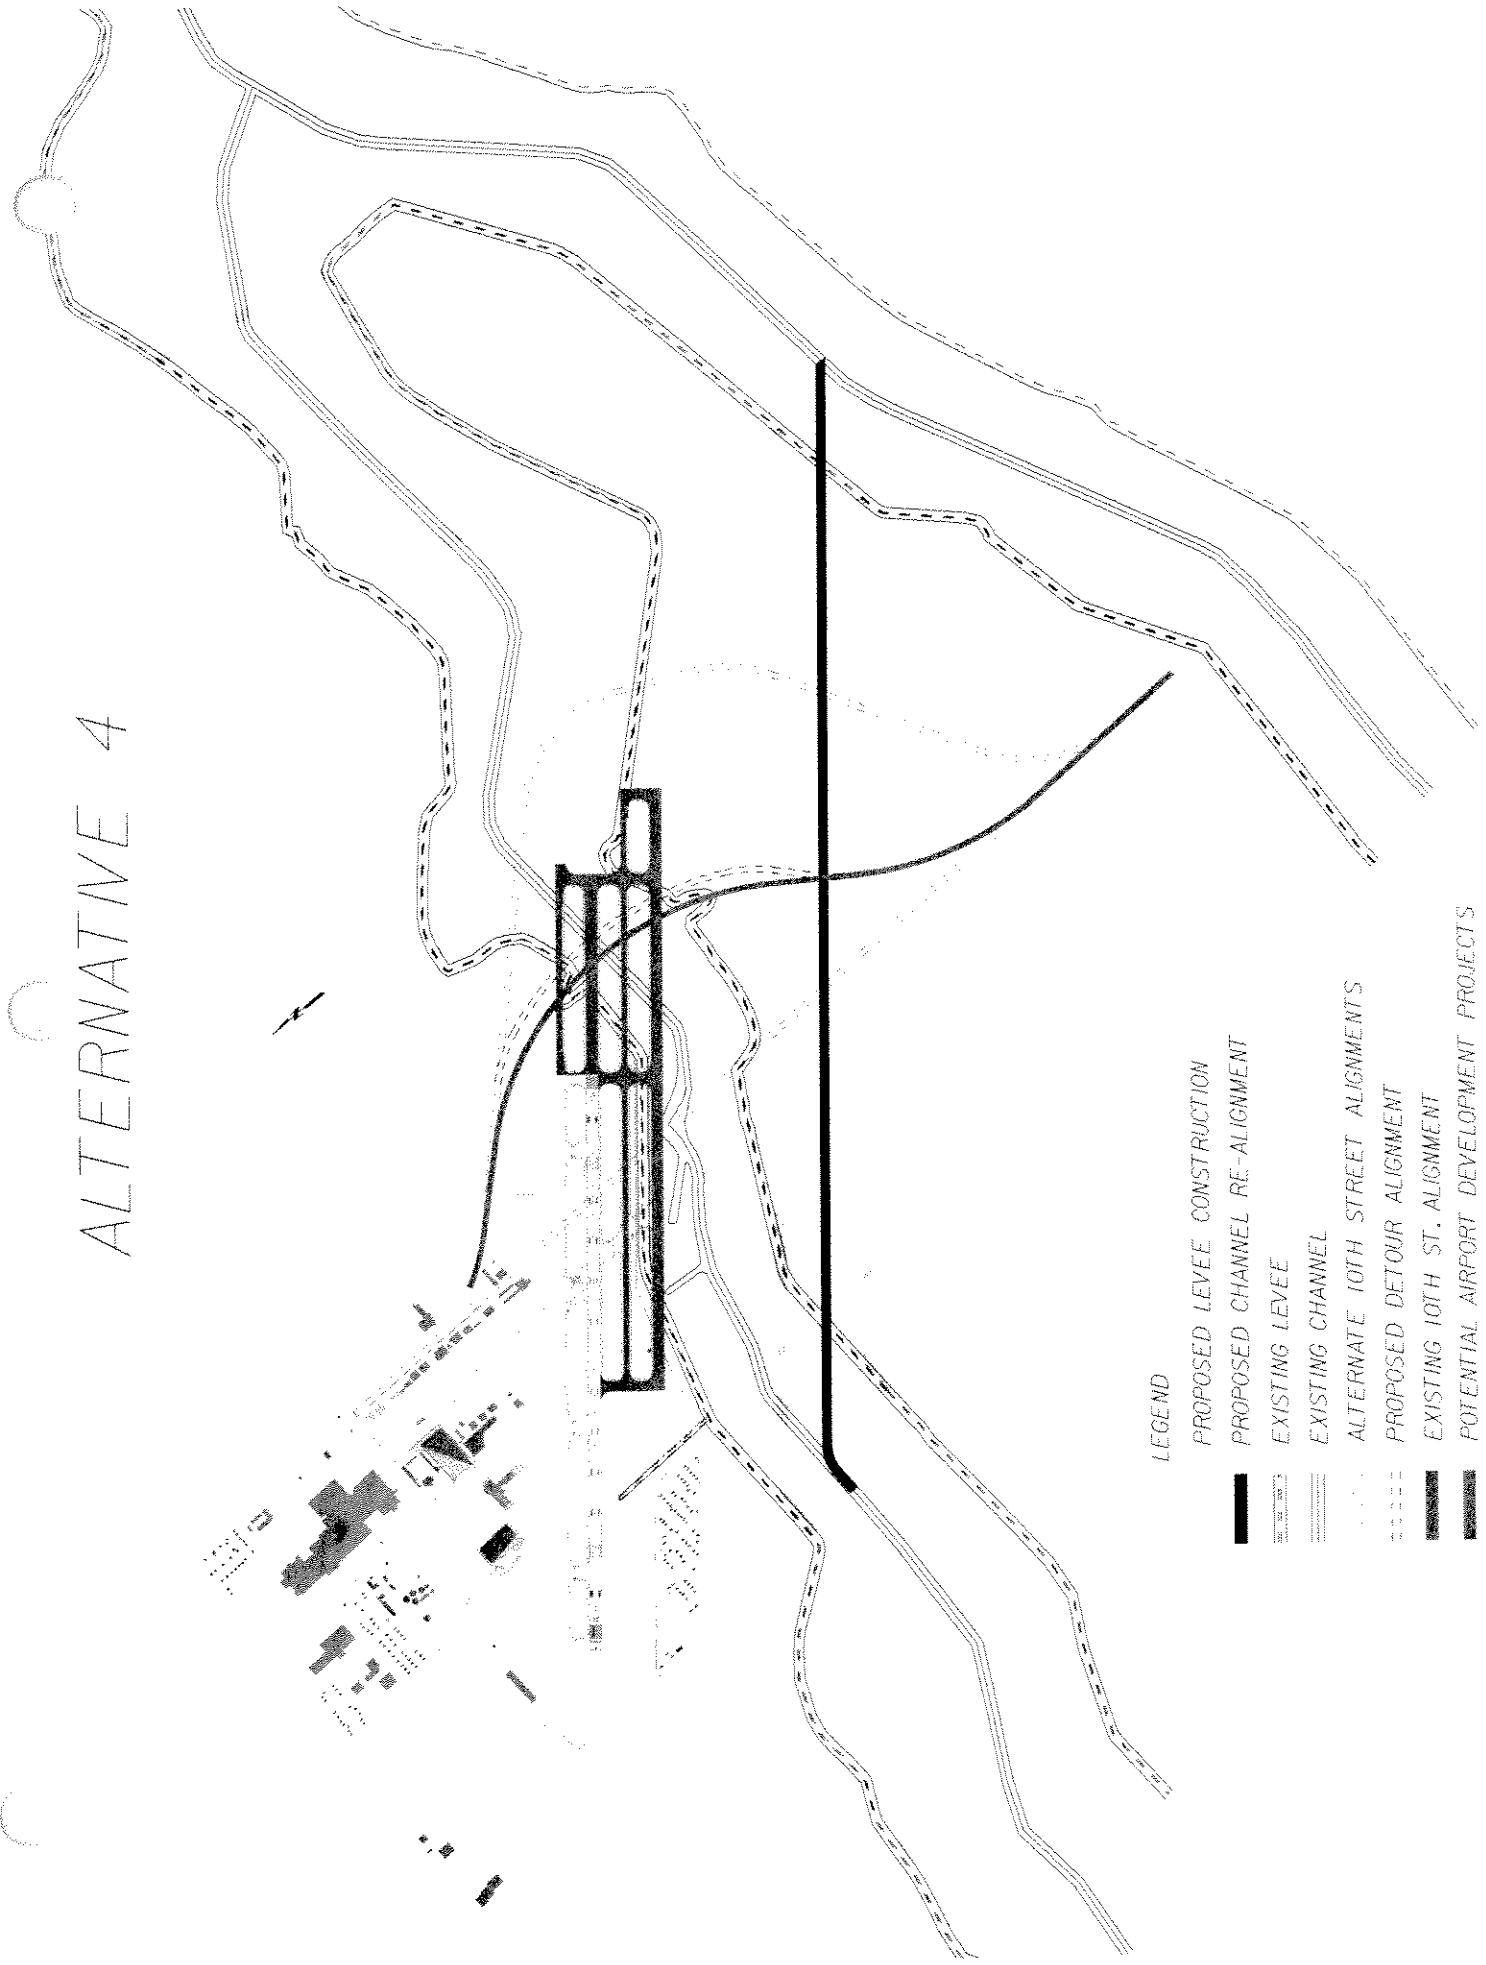 ALTERNATIVE 4
LEGEND
PROPOSED LEVEE CONSTRUCTION
PROPOSED CHANNEL RE-ALIGNMENT
EXISTING LEVEE
EXISTING CHANNEL
ALTERNATE 10TH STREET ALIGNMENTS
PROPOSED DETOUR ALIGNMENT
EXISTING 10TH ST. ALIGNMENT
POTENTIAL AIRPORT DEVELOPMENT PROJECTS